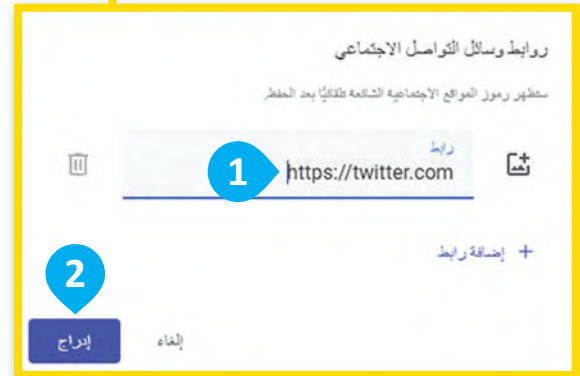 روابط وسائل التواصل الاجتماعي
ستظهر رموز المواقع الاجتماعية الشائعة تلقائيًا بعد الحفظ.
رابط
https://twitter.com
1
+ إضافة رابط
2
إلغاء
إدراج